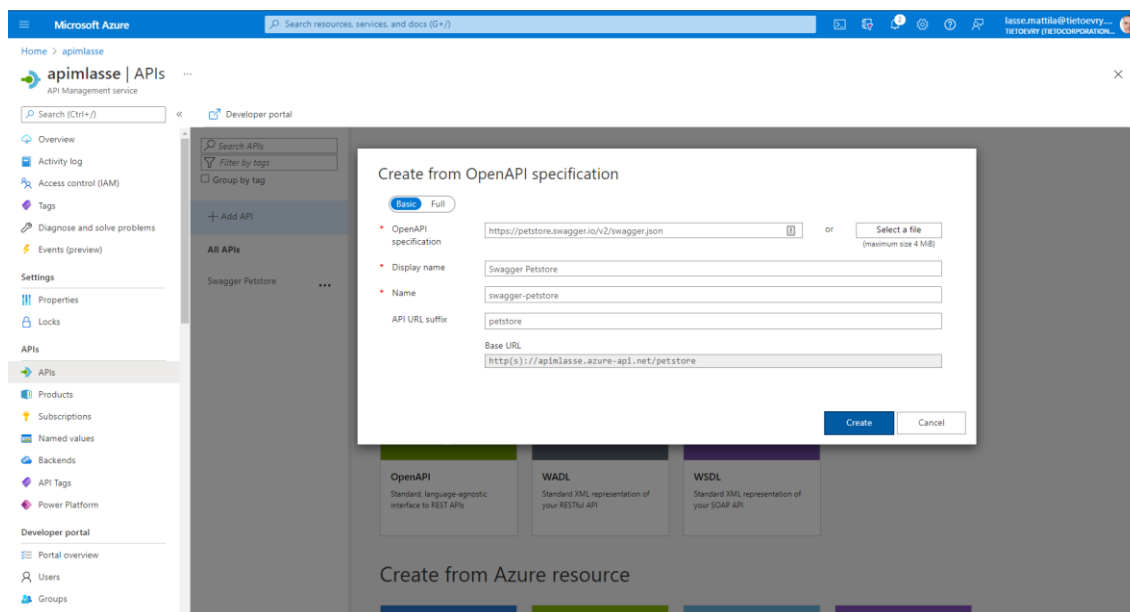 Microsoft Azure
Search resources, services, and docs (G+/)
2
lasse.mattila@tietoevry....
TIETOEVRY (TIETOCORPORATION...
Home > apimlasse
apimlasse | APIs ...
API Management service
Search (Ctrl+/)
«
Developer portal
Overview
Activity log
Access control (IAM)
Tags
Diagnose and solve problems
Events (preview)
Settings
Properties
Locks
APIs
APIs
Products
Subscriptions
Named values
Backends
API Tags
Power Platform
Developer portal
Portal overview
Users
Groups
Search APIs
Filter by tags
Group by tag
+ Add API
All APIs
Swagger Petstore ...
Create from OpenAPI specification
Basic Full
* OpenAPI
specification
https://petstore.swagger.io/v2/swagger.json
or
Select a file
(maximum size 4 MiB)
* Display name
Swagger Petstore
* Name
swagger-petstore
API URL suffix
petstore
Base URL
http(s)://apimlasse.azure-api.net/petstore
Create
Cancel
OpenAPI
Standard, language-agnostic
interface to REST APIs
WADL
Standard XML representation of
your RESTful API
WSDL
Standard XML representation of
your SOAP API
Create from Azure resource